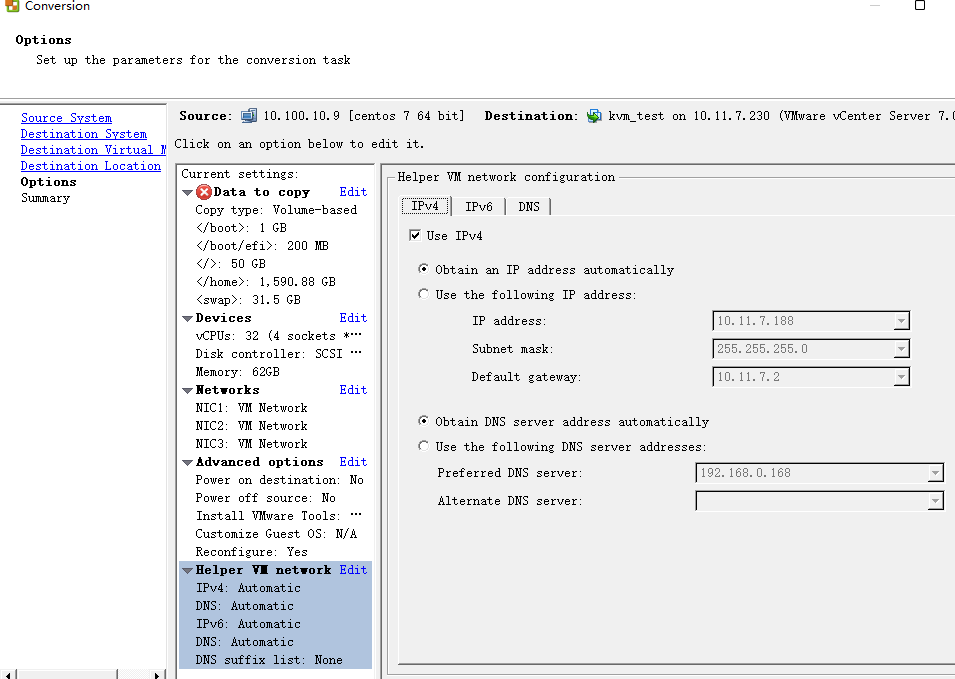 Conversion
Options
Set up the parameters for the conversion task
Source System
Destination System
Destination Virtual M
Destination Location
Options
Summary
Source: 10.100.10.9 [centos 7 64 bit] Destination: kvm_test on 10.11.7.230 (VMware vCenter Server 7.0
Click on an option below to edit it.
Current settings:
Data to copy Edit
Copy type: Volume-based
</boot>: 1 GB
</boot/efi>: 200 MB
</>: 50 GB
</home>: 1,590.88 GB
<swap>: 31.5 GB
Devices Edit
vCPUs: 32 (4 sockets *···
Disk controller: SCSI ···
Memory: 62GB
Networks Edit
NIC1: VM Network
NIC2: VM Network
NIC3: VM Network
Advanced options Edit
Power on destination: No
Power off source: No
Install VMware Tools: ···
Customize Guest OS: N/A
Reconfigure: Yes
Helper VM network Edit
IPv4: Automatic
DNS: Automatic
IPv6: Automatic
DNS: Automatic
DNS suffix list: None
Helper VM network configuration
IPv4 IPv6 DNS
Use IPv4
Obtain an IP address automatically
Use the following IP address:
IP address: 10.11.7.188
Subnet mask: 255.255.255.0
Default gateway: 10.11.7.2
Obtain DNS server address automatically
Use the following DNS server addresses:
Preferred DNS server: 192.168.0.168
Alternate DNS server: